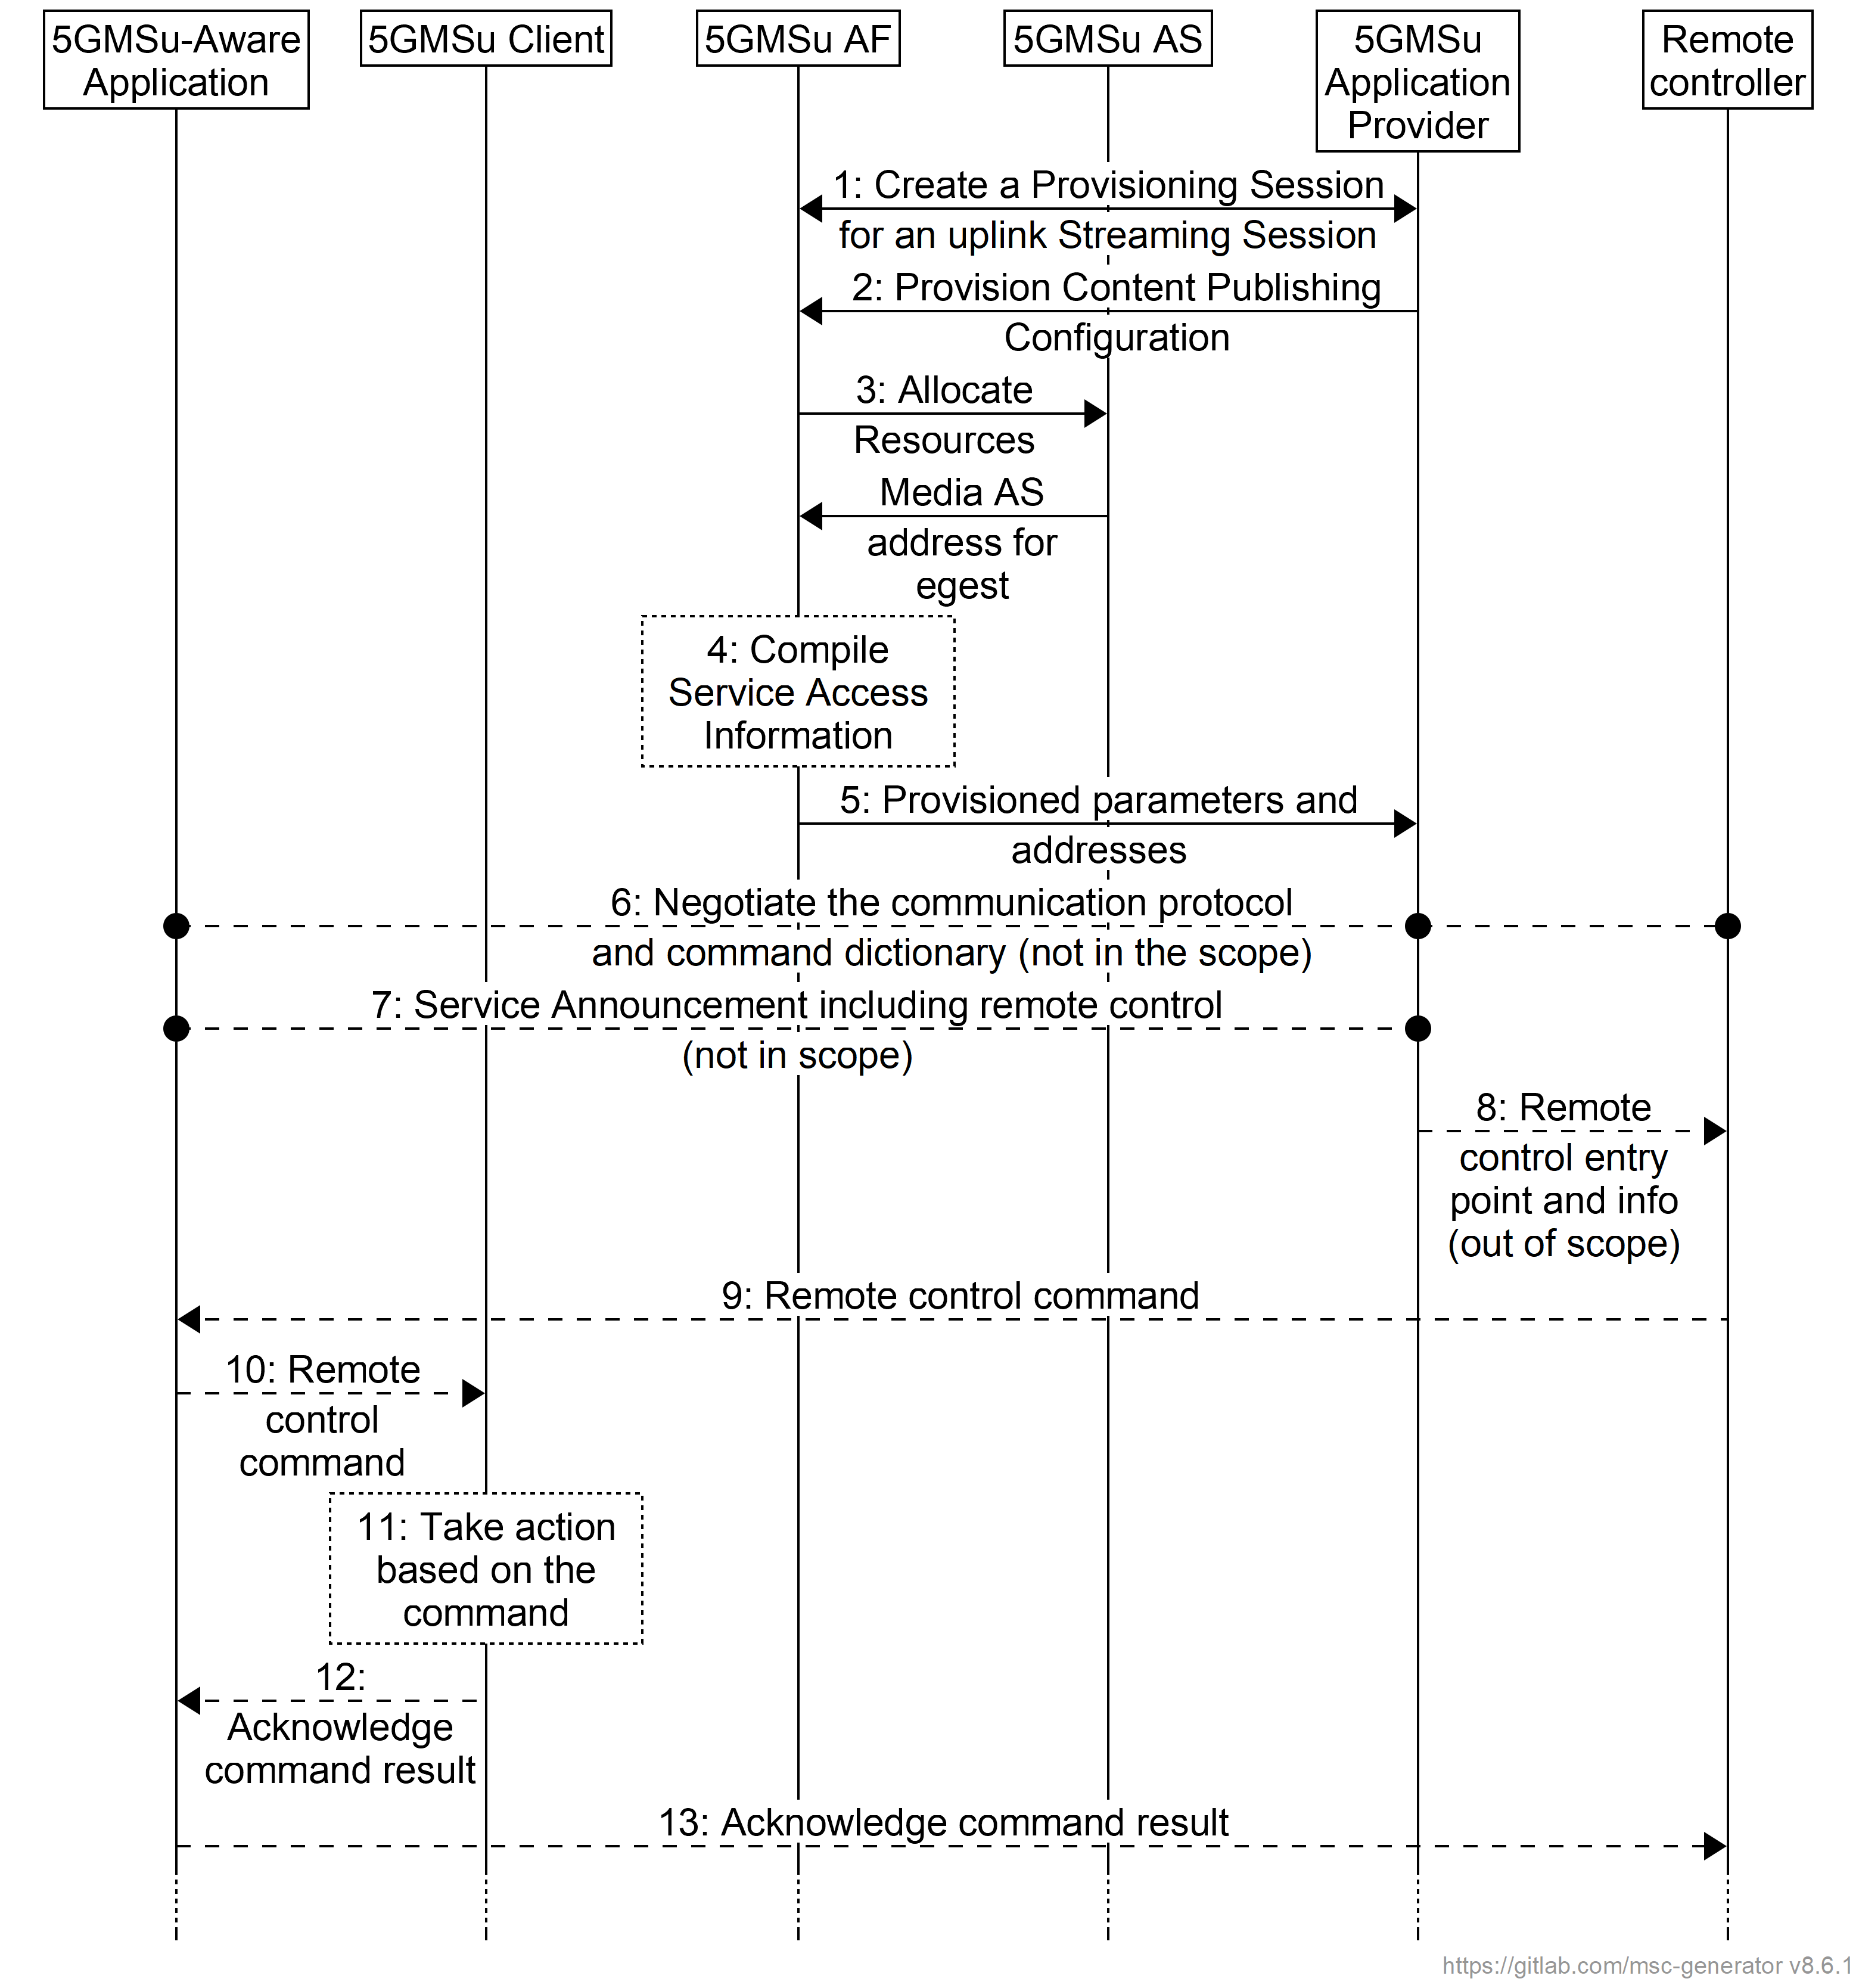 5GMSu-Aware
Application
5GMSu Client
5GMSu AF
5GMSu AS
5GMSu
Application
Provider
Remote
controller
1: Create a Provisioning Session
for an uplink Streaming Session
2: Provision Content Publishing
Configuration
3: Allocate
Resources
Media AS
address for
egest
4: Compile
Service Access
Information
5: Provisioned parameters and
addresses
6: Negotiate the communication protocol
and command dictionary (not in the scope)
7: Service Announcement including remote control
(not in scope)
8: Remote
control entry
point and info
(out of scope)
9: Remote control command
10: Remote
control
command
11: Take action
based on the
command
12:
Acknowledge
command result
13: Acknowledge command result
https://gitlab.com/msc-generator v8.6.1